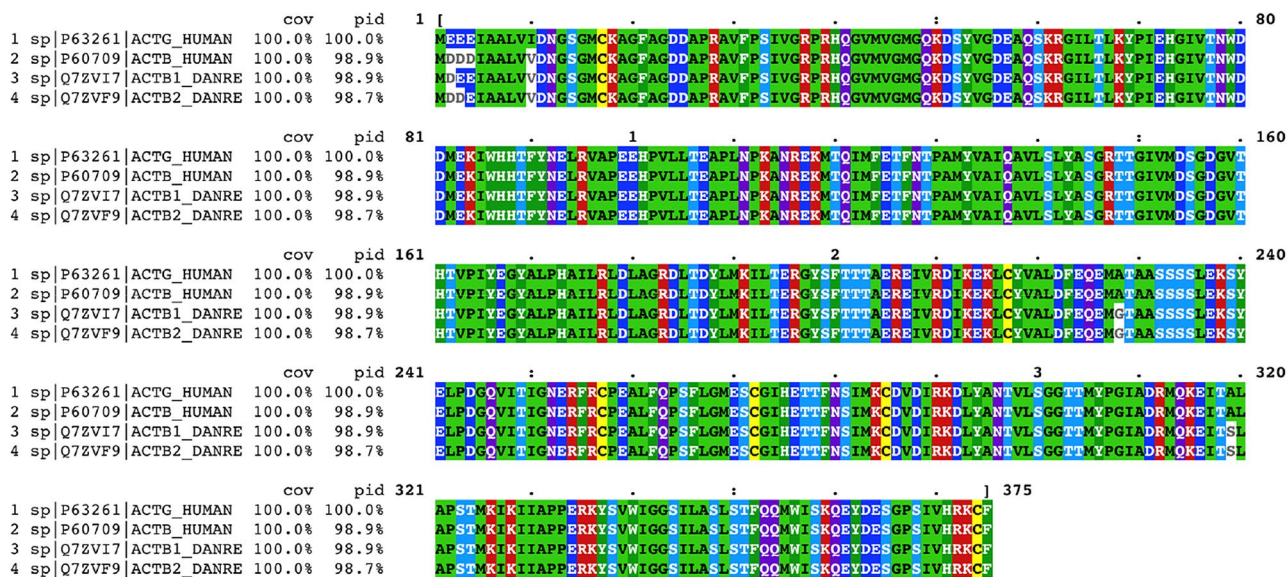 cov pid 1 [ . . . . : . . . 80
1 sp|P63261|ACTG_HUMAN 100.0% 100.0% MEEEIAALVIDNGSGMCKAGFAGDDAPRAVFPSIVGRPRHQGVMVGMGQKDSYVGDEAQSKRGILTLKYPIEHGIVTNWD
2 sp|P60709|ACTB_HUMAN 100.0% 98.9% MDDDIAALVVDNGSGMCKAGFAGDDAPRAVFPSIVGRPRHQGVMVGMGQKDSYVGDEAQSKRGILTLKYPIEHGIVTNWD
3 sp|Q7ZVI7|ACTB1_DANRE 100.0% 98.9% MDEEIAALVVDNGSGMCKAGFAGDDAPRAVFPSIVGRPRHQGVMVGMGQKDSYVGDEAQSKRGILTLKYPIEHGIVTNWD
4 sp|Q7ZVF9|ACTB2_DANRE 100.0% 98.7% MDDEIAALVVDNGSGMCKAGFAGDDAPRAVFPSIVGRPRHQGVMVGMGQKDSYVGDEAQSKRGILTLKYPIEHGIVTNWD
cov pid 81 . 1 . . . . : . . 160
1 sp|P63261|ACTG_HUMAN 100.0% 100.0% DMEKIWHHTFYNELRVAPEEHPVLLTEAPLNPKANREKMTQIMFETFNTPAMYVAIQAVLSLYASGRTTGIVMDSGDGVT
2 sp|P60709|ACTB_HUMAN 100.0% 98.9% DMEKIWHHTFYNELRVAPEEHPVLLTEAPLNPKANREKMTQIMFETFNTPAMYVAIQAVLSLYASGRTTGIVMDSGDGVT
3 sp|Q7ZVI7|ACTB1_DANRE 100.0% 98.9% DMEKIWHHTFYNELRVAPEEHPVLLTEAPLNPKANREKMTQIMFETFNTPAMYVAIQAVLSLYASGRTTGIVMDSGDGVT
4 sp|Q7ZVF9|ACTB2_DANRE 100.0% 98.7% DMEKIWHHTFYNELRVAPEEHPVLLTEAPLNPKANREKMTQIMFETFNTPAMYVAIQAVLSLYASGRTTGIVMDSGDGVT
cov pid 161 . . . 2 . . . . 240
1 sp|P63261|ACTG_HUMAN 100.0% 100.0% HTVPIYEGYALPHAILRLDLAGRDLTDYLMKILTERGYSFTTTAEREIVRDIKEKLCYVALDFEQEMATAASSSSLEKSY
2 sp|P60709|ACTB_HUMAN 100.0% 98.9% HTVPIYEGYALPHAILRLDLAGRDLTDYLMKILTERGYSFTTTAEREIVRDIKEKLCYVALDFEQEMATAASSSSLEKSY
3 sp|Q7ZVI7|ACTB1_DANRE 100.0% 98.9% HTVPIYEGYALPHAILRLDLAGRDLTDYLMKILTERGYSFTTTAEREIVRDIKEKLCYVALDFEQEMGTAASSSSLEKSY
4 sp|Q7ZVF9|ACTB2_DANRE 100.0% 98.7% HTVPIYEGYALPHAILRLDLAGRDLTDYLMKILTERGYSFTTTAEREIVRDIKEKLCYVALDFEQEMGTAASSSSLEKSY
cov pid 241 : . . . . 3 . . 320
1 sp|P63261|ACTG_HUMAN 100.0% 100.0% ELPDGQVITIGNERFRCPEALFQPSFLGMESCGIHETTFNSIMKCDVDIRKDLYANTVLSGGTTMYPGIADRMQKEITAL
2 sp|P60709|ACTB_HUMAN 100.0% 98.9% ELPDGQVITIGNERFRCPEALFQPSFLGMESCGIHETTFNSIMKCDVDIRKDLYANTVLSGGTTMYPGIADRMQKEITAL
3 sp|Q7ZVI7|ACTB1_DANRE 100.0% 98.9% ELPDGQVITIGNERFRCPEALFQPSFLGMESCGIHETTFNSIMKCDVDIRKDLYANTVLSGGTTMYPGIADRMQKEITSL
4 sp|Q7ZVF9|ACTB2_DANRE 100.0% 98.7% ELPDGQVITIGNERFRCPEALFQPSFLGMESCGIHETTFNSIMKCDVDIRKDLYANTVLSGGTTMYPGIADRMQKEITSL
cov pid 321 . . : . . ] 375
1 sp|P63261|ACTG_HUMAN 100.0% 100.0% APSTMKIKIIAPPERKYSVWIGGSILASLSTFQQMWISKQEYDESGPSIVHRKCF
2 sp|P60709|ACTB_HUMAN 100.0% 98.9% APSTMKIKIIAPPERKYSVWIGGSILASLSTFQQMWISKQEYDESGPSIVHRKCF
3 sp|Q7ZVI7|ACTB1_DANRE 100.0% 98.9% APSTMKIKIIAPPERKYSVWIGGSILASLSTFQQMWISKQEYDESGPSIVHRKCF
4 sp|Q7ZVF9|ACTB2_DANRE 100.0% 98.7% APSTMKIKIIAPPERKYSVWIGGSILASLSTFQQMWISKQEYDESGPSIVHRKCF